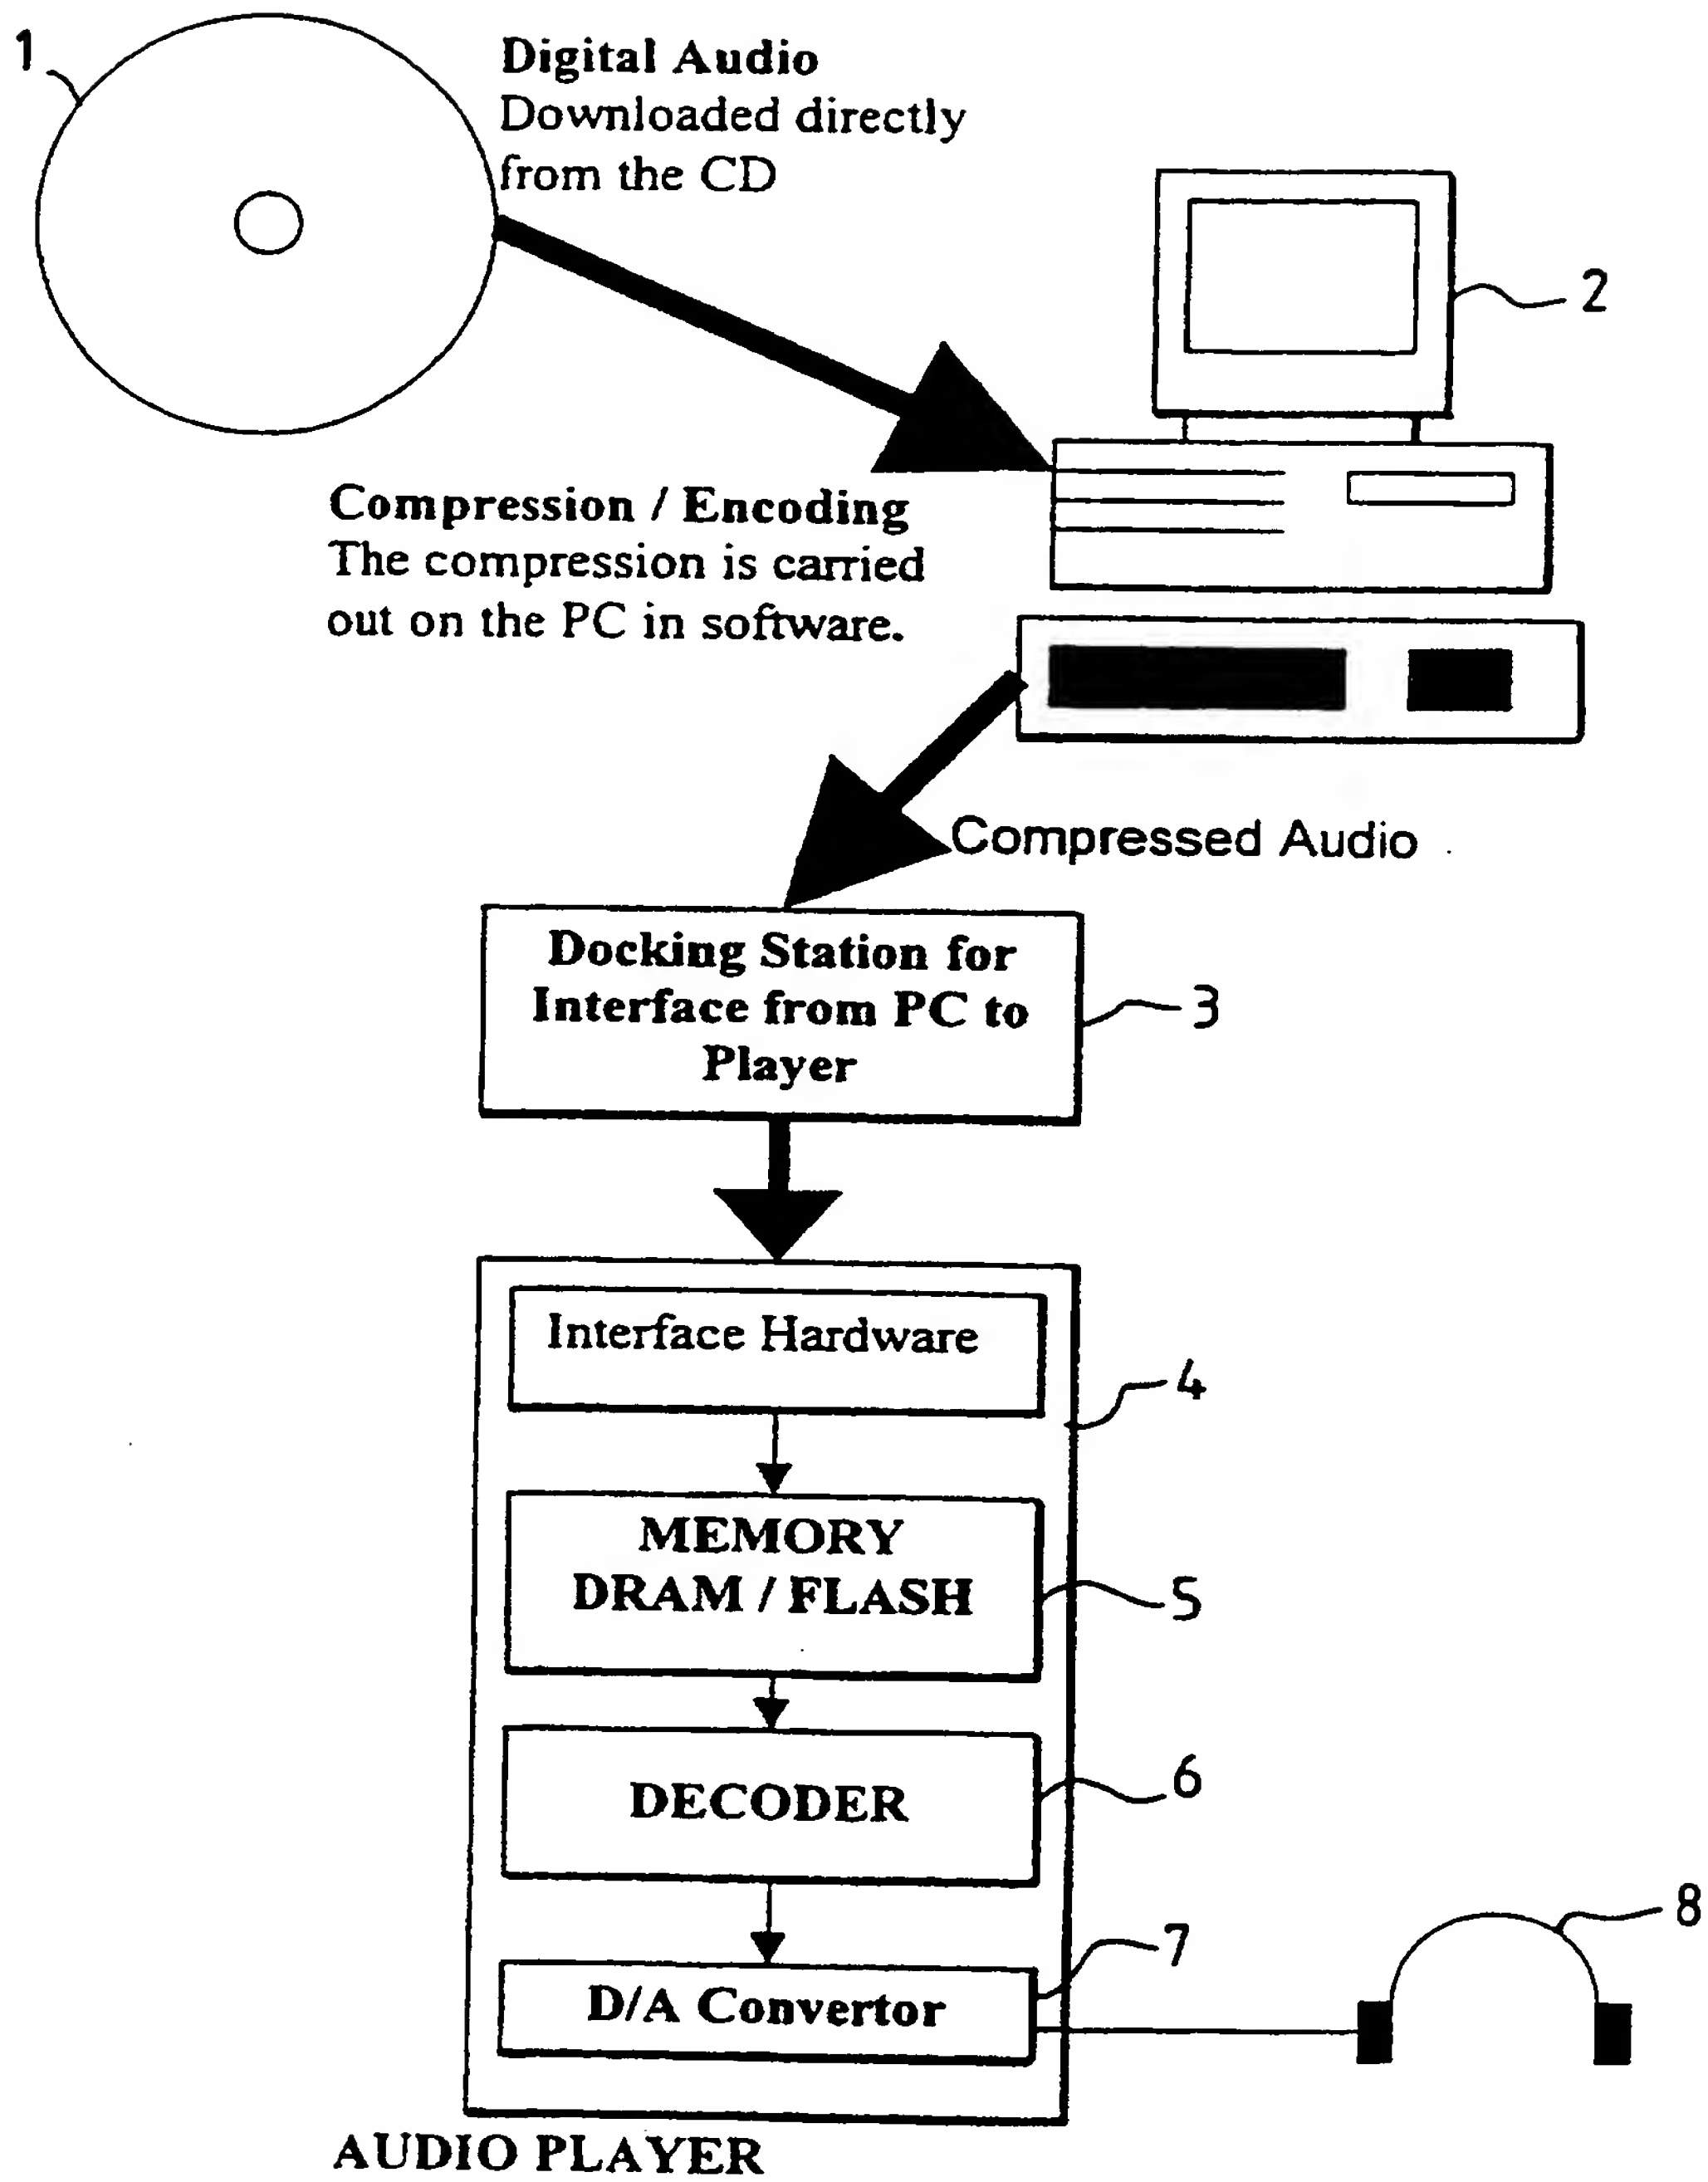 1
Digital Audio
Downloaded directly
from the CD
2
Compression / Encoding
The compression is carried
out on the PC in software.
Compressed Audio
Docking Station for
Interface from PC to
Player
3
Interface Hardware
4
MEMORY
DRAM / FLASH
5
DECODER
6
7
D/A Convertor
8
AUDIO PLAYER